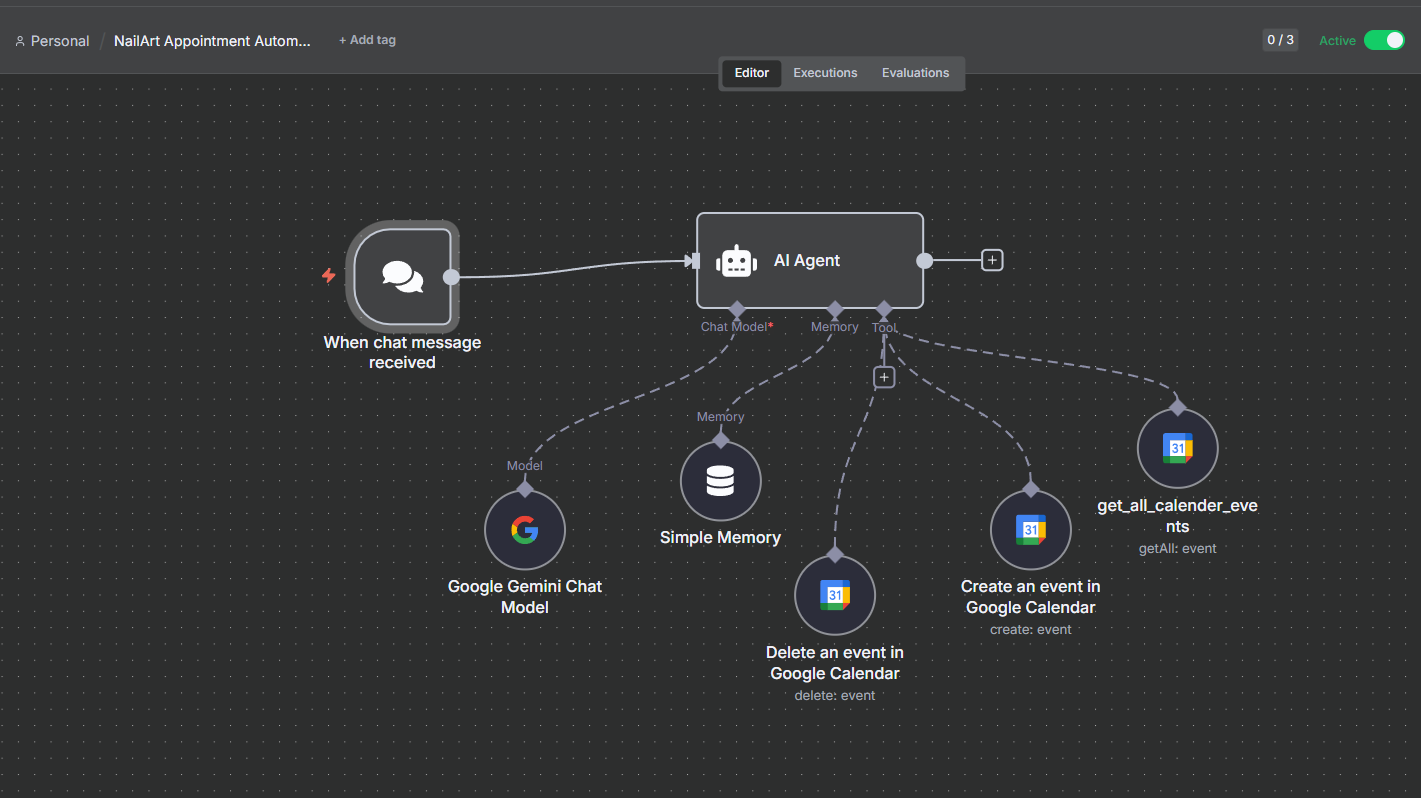 Personal / NailArt Appointment Autom... + Add tag 0 / 3 Active
Editor Executions Evaluations
AI Agent
+
Chat Model* Memory Tool
When chat message
received
+
Memory
Model
31
get_all_calender_eve
nts
getAll: event
Simple Memory
31
Google Gemini Chat
Model
Create an event in
Google Calendar
create: event
31
Delete an event in
Google Calendar
delete: event